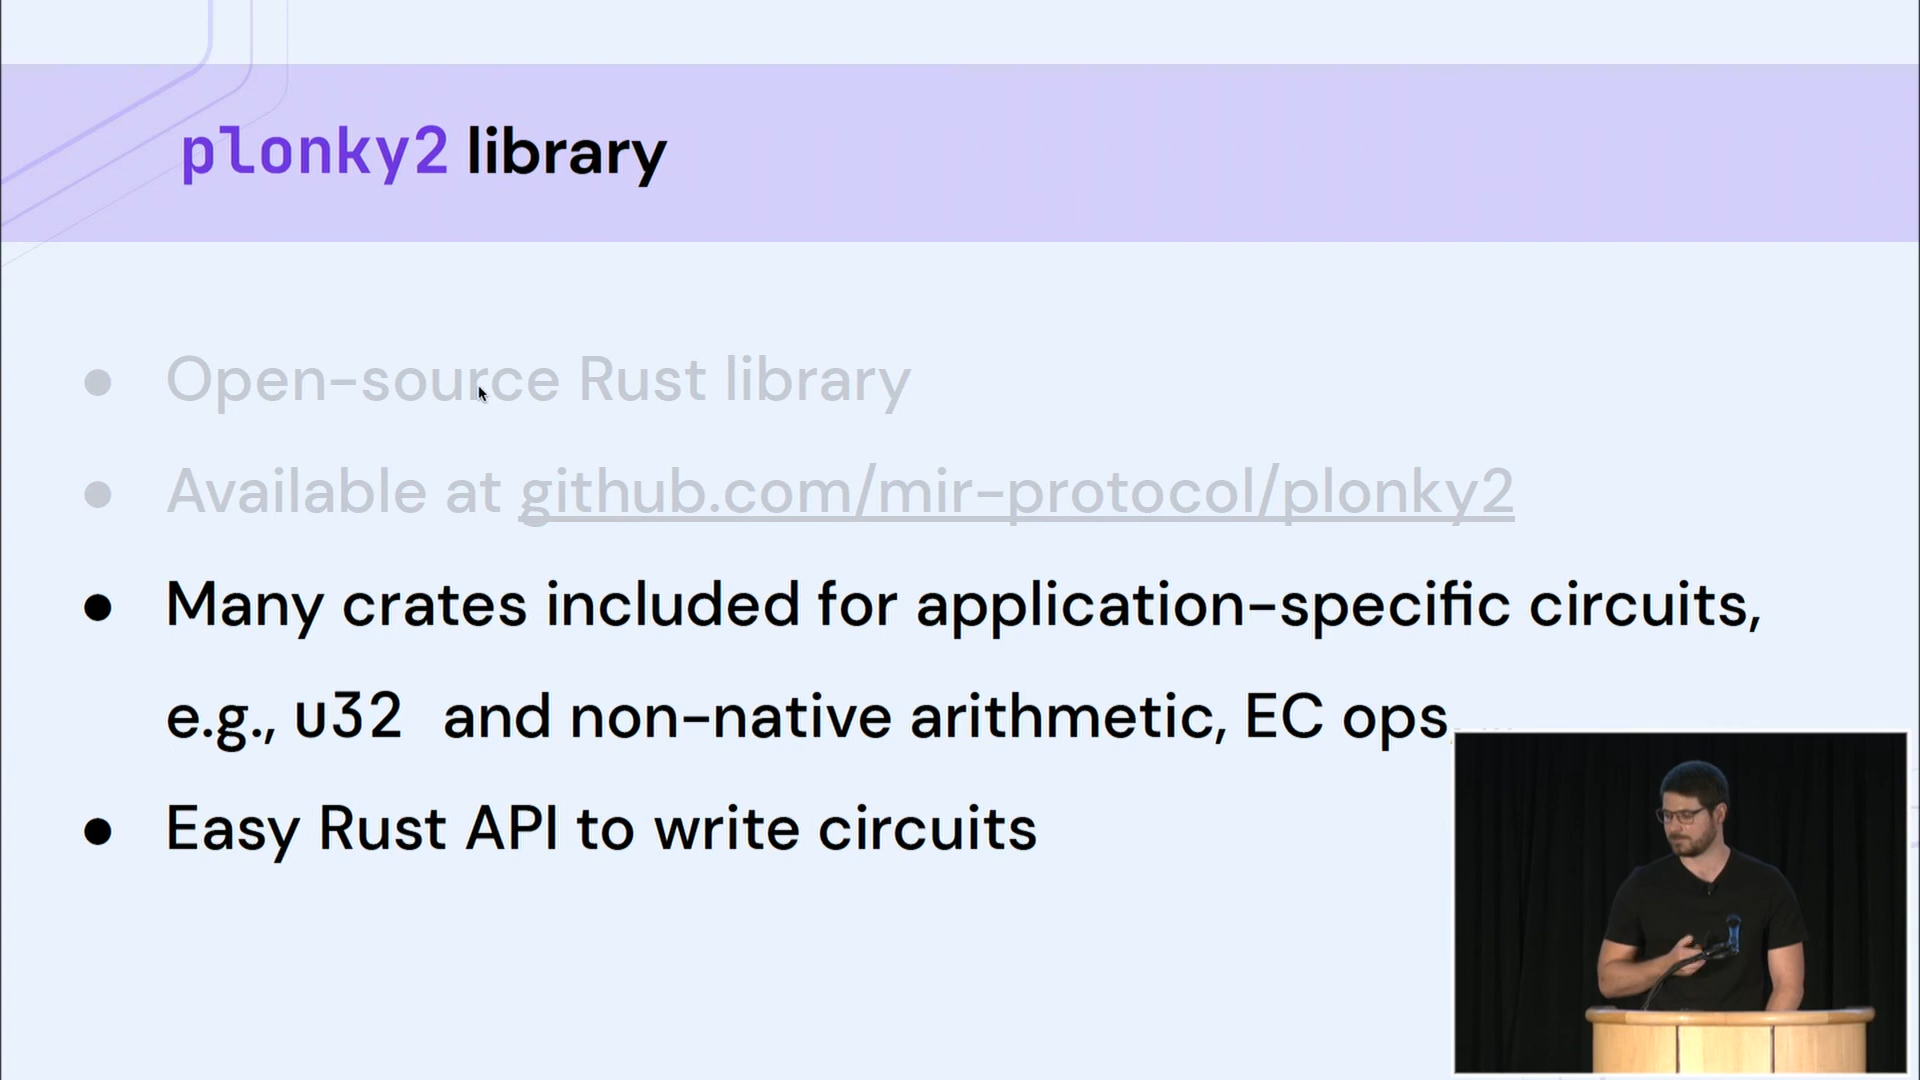 plonky2 library
● Open-source Rust library
● Available at github.com/mir-protocol/plonky2
● Many crates included for application-specific circuits,
e.g., u32 and non-native arithmetic, EC ops,
● Easy Rust API to write circuits